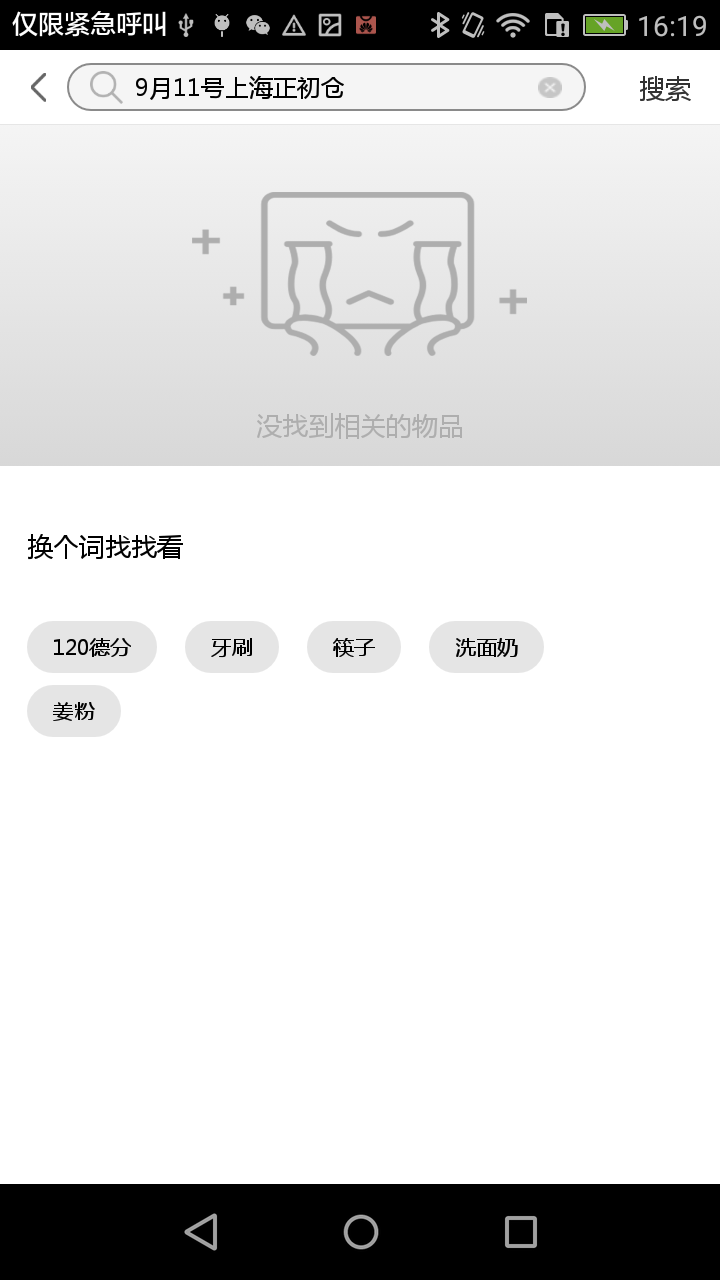 仅限紧急呼叫 16:19
9月11号上海正初仓 搜索
没找到相关的物品
换个词找找看
120德分 牙刷 筷子 洗面奶
姜粉